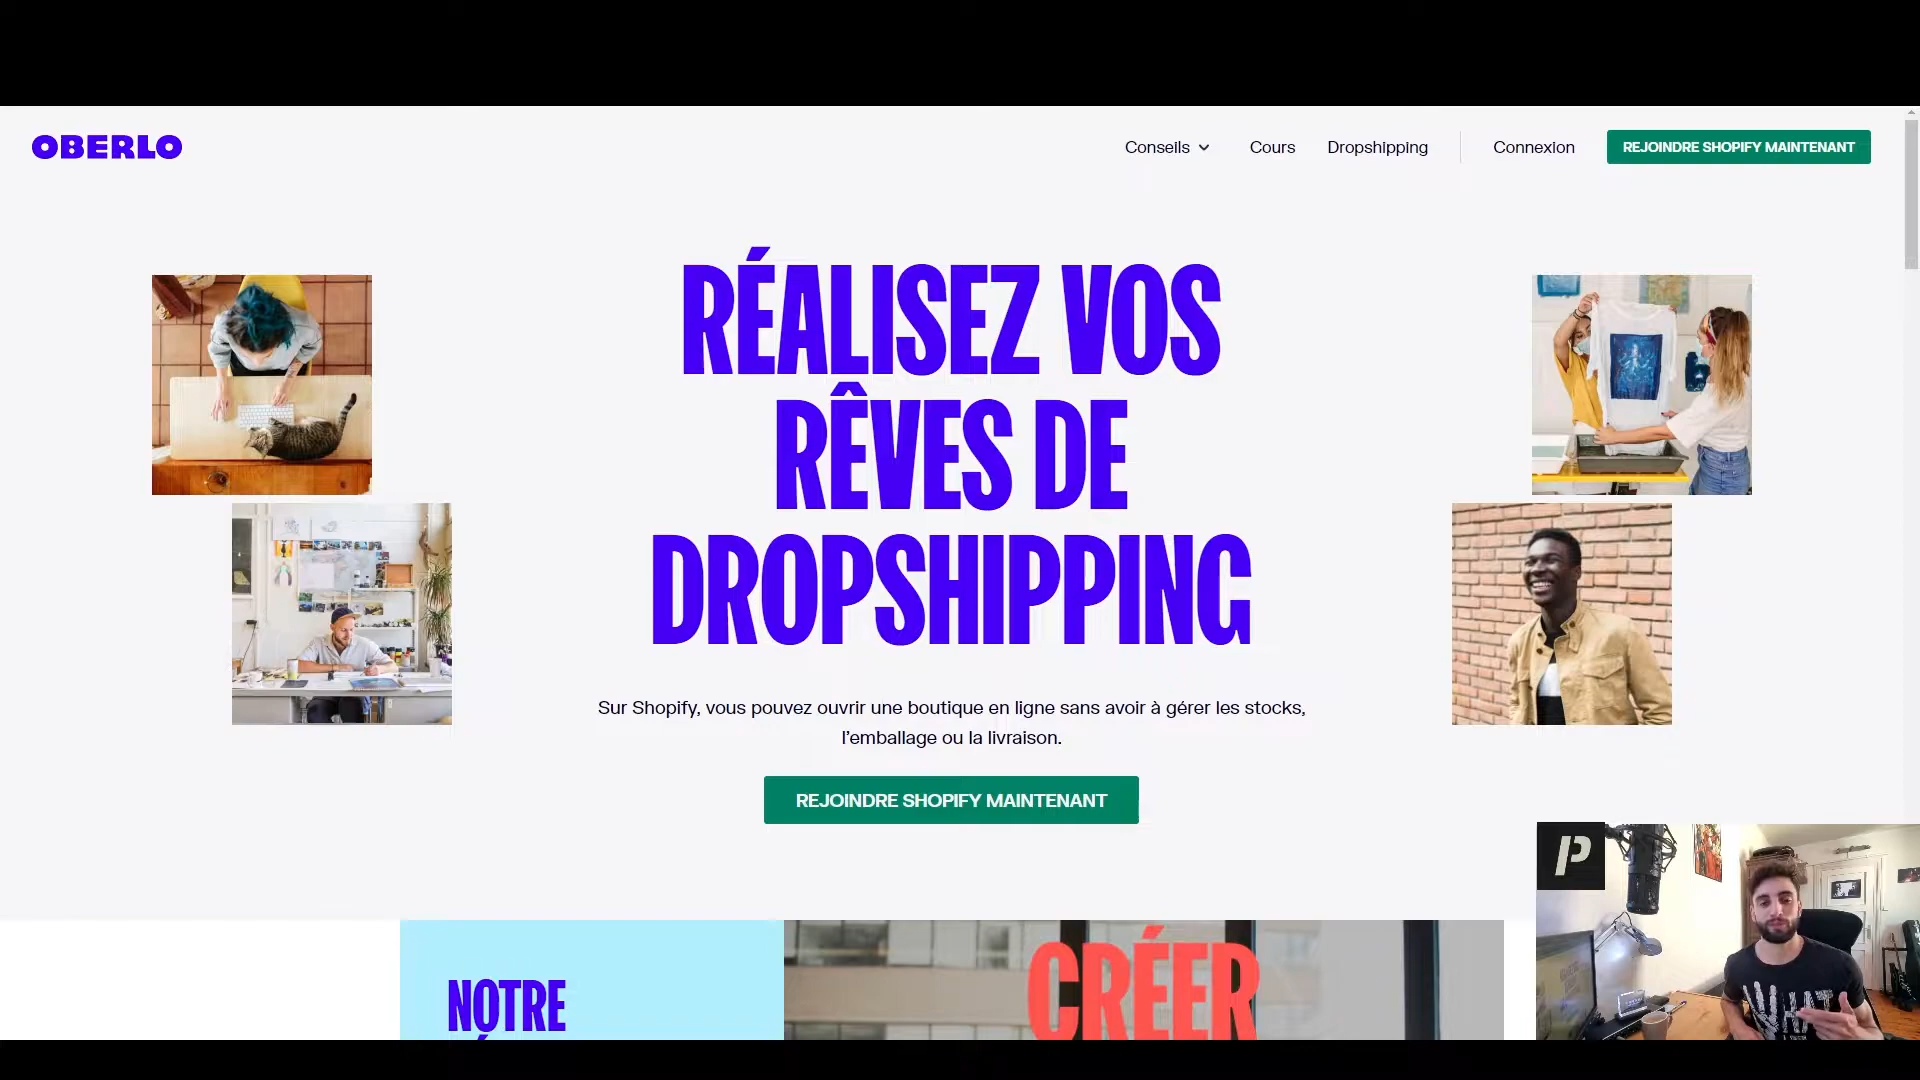 OBERLO
Conseils
Cours
Dropshipping
Connexion
REJOINDRE SHOPIFY MAINTENANT
RÉALISEZ VOS
RÊVES DE
DROPSHIPPING
Sur Shopify, vous pouvez ouvrir une boutique en ligne sans avoir à gérer les stocks,
l’emballage ou la livraison.
REJOINDRE SHOPIFY MAINTENANT
NOTRE
CRÉER
P
WHAT